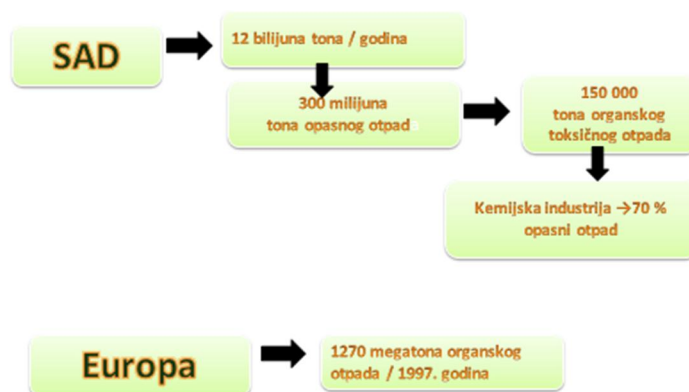 SAD
12 bilijuna tona / godina
300 milijuna
tona opasnog otpada
150 000
tona organskog
toksičnog otpada
Kemijska industrija →70 %
opasni otpad
Europa
1270 megatona organskog
otpada / 1997. godina